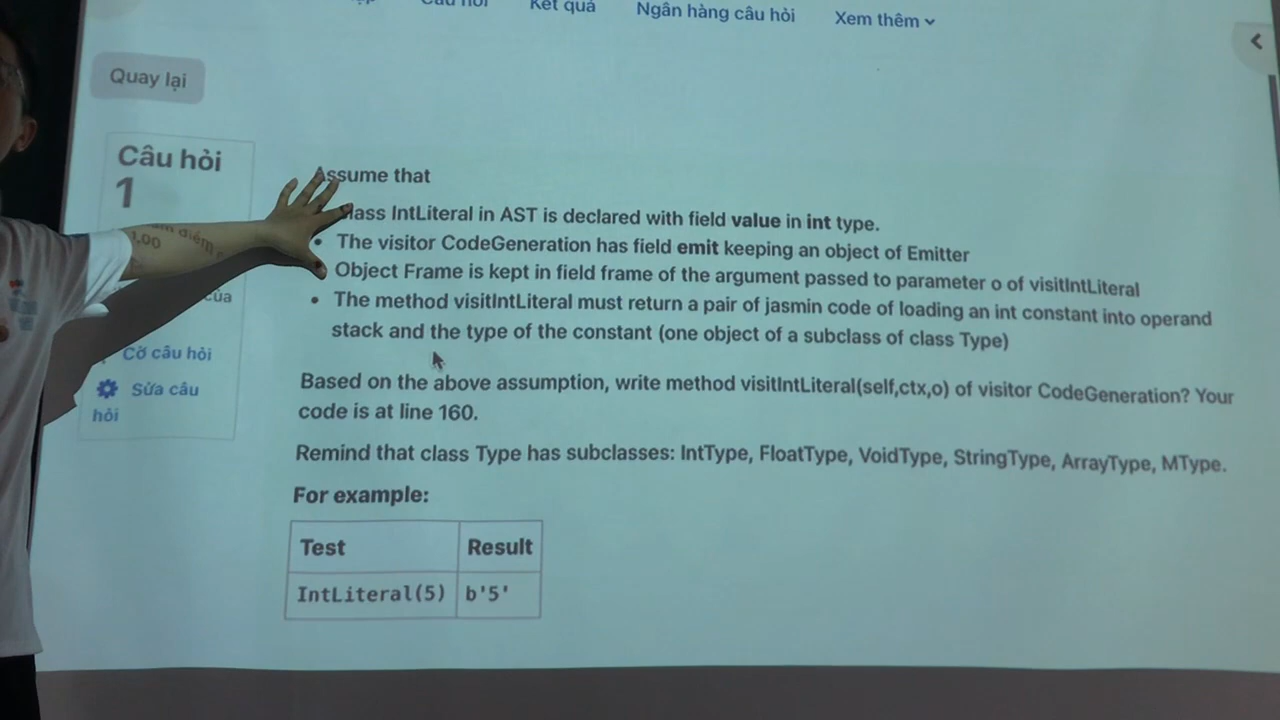 Kết quả
Ngân hàng câu hỏi
Xem thêm
Quay lại
Câu hỏi
1
Assume that
IntLiteral in AST is declared with field value in int type.
The visitor CodeGeneration has field emit keeping an object of Emitter
Object Frame is kept in field frame of the argument passed to parameter o of visitIntLiteral
The method visitIntLiteral must return a pair of jasmin code of loading an int constant into operand
stack and the type of the constant (one object of a subclass of class Type)
1,00
điểm
của
Cờ câu hỏi
Sửa câu
hỏi
Based on the above assumption, write method visitIntLiteral(self,ctx,o) of visitor CodeGeneration? Your
code is at line 160.
Remind that class Type has subclasses: IntType, FloatType, VoidType, StringType, ArrayType, MType.
For example:
Test Result
IntLiteral(5) b'5'